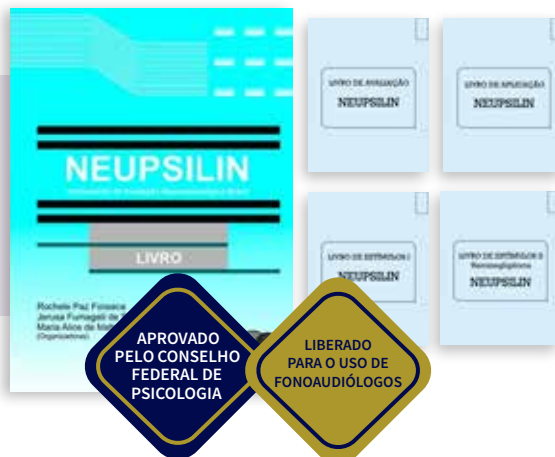 NEUPSILIN
LIVRO
Rochele Paz Fonseca
Jerusa Fumagalli de
Maria Alice de
(Organizadoras)
APROVADO
PELO CONSELHO
FEDERAL DE
PSICOLOGIA
LIBERADO
PARA O USO DE
FONOAUDIÓLOGOS
LIVRO DE AVALIAÇÃO
NEUPSILIN
LIVRO DE APLICAÇÃO
NEUPSILIN
LIVRO DE ESTÍMULOS I
NEUPSILIN
LIVRO DE ESTÍMULOS II
NEUPSILIN